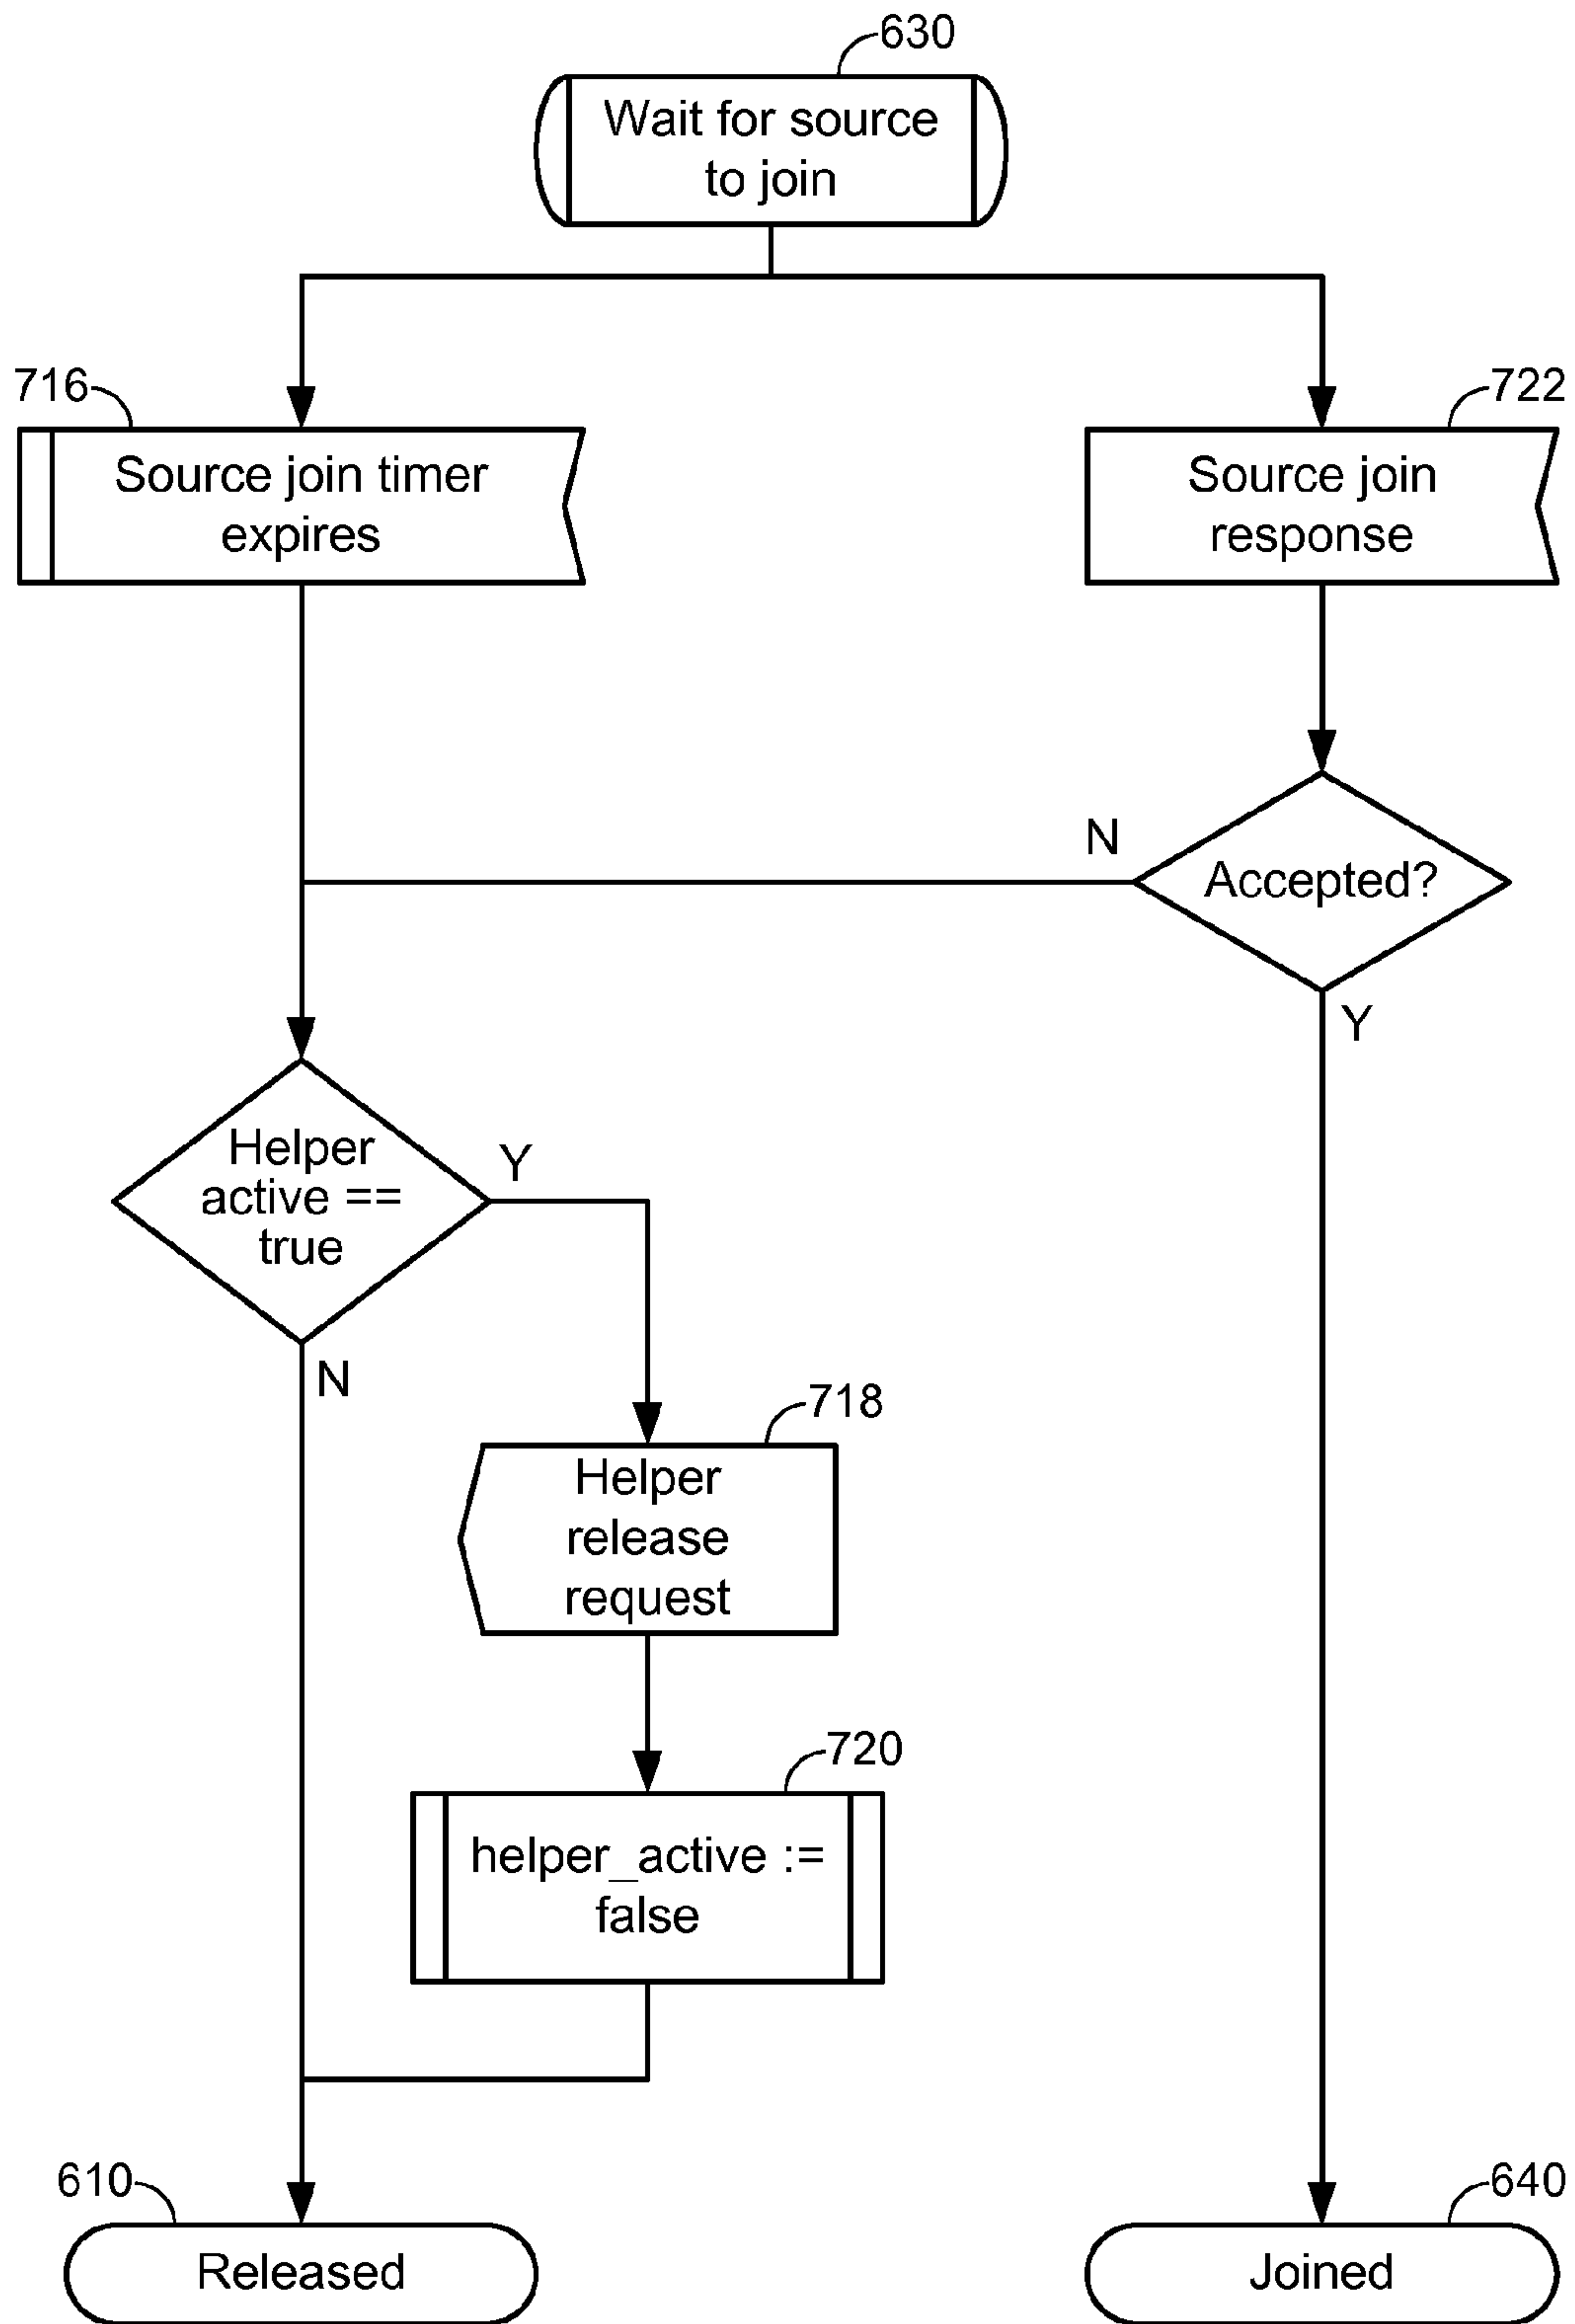 630
Wait for source
to join
716
722
Source join timer
expires
Source join
response
N
Accepted?
Y
Helper
active ==
true
Y
N
718
Helper
release
request
720
helper_active :=
false
610
640
Released
Joined